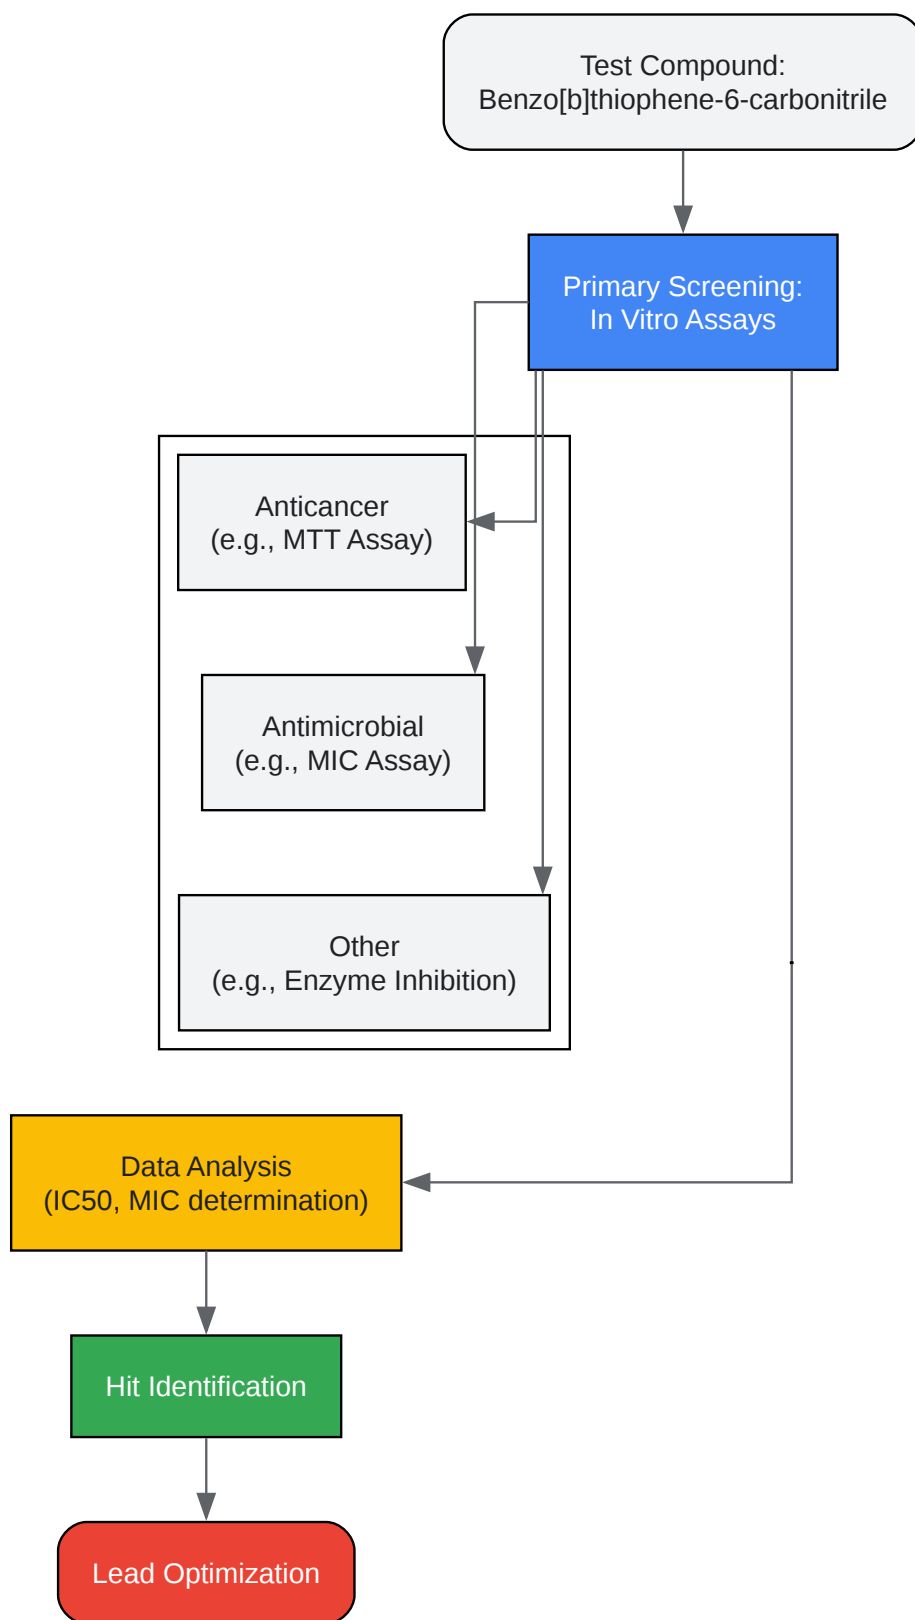 Test Compound:
Benzo[b]thiophene-6-carbonitrile
Primary Screening:
In Vitro Assays
Anticancer
(e.g., MTT Assay)
Antimicrobial
(e.g., MIC Assay)
Other
(e.g., Enzyme Inhibition)
Data Analysis
(IC50, MIC determination)
Hit Identification
Lead Optimization